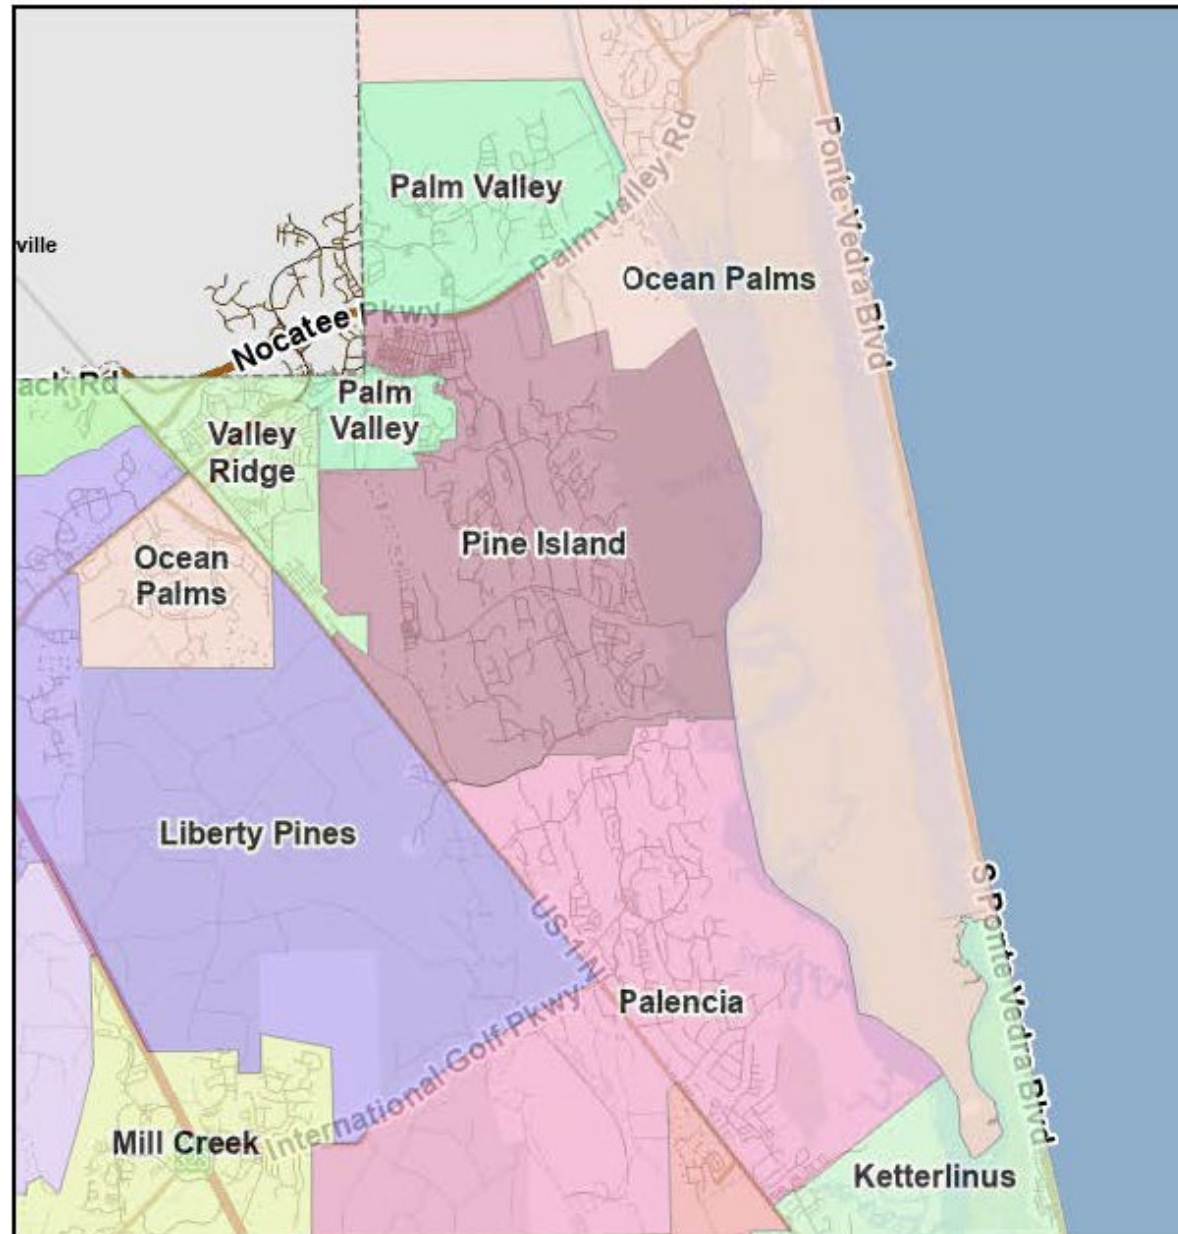 Palm Valley
Palm Valley Rd
Ponte Vedra Blvd
ville
Ocean Palms
Nocatee Pkwy
ack Rd
Palm
Valley
Valley
Ridge
Pine Island
Ocean
Palms
Liberty Pines
S Ponte Vedra Blvd
US-1 N
Palencia
International Golf Pkwy
Mill Creek
Ketterlinus